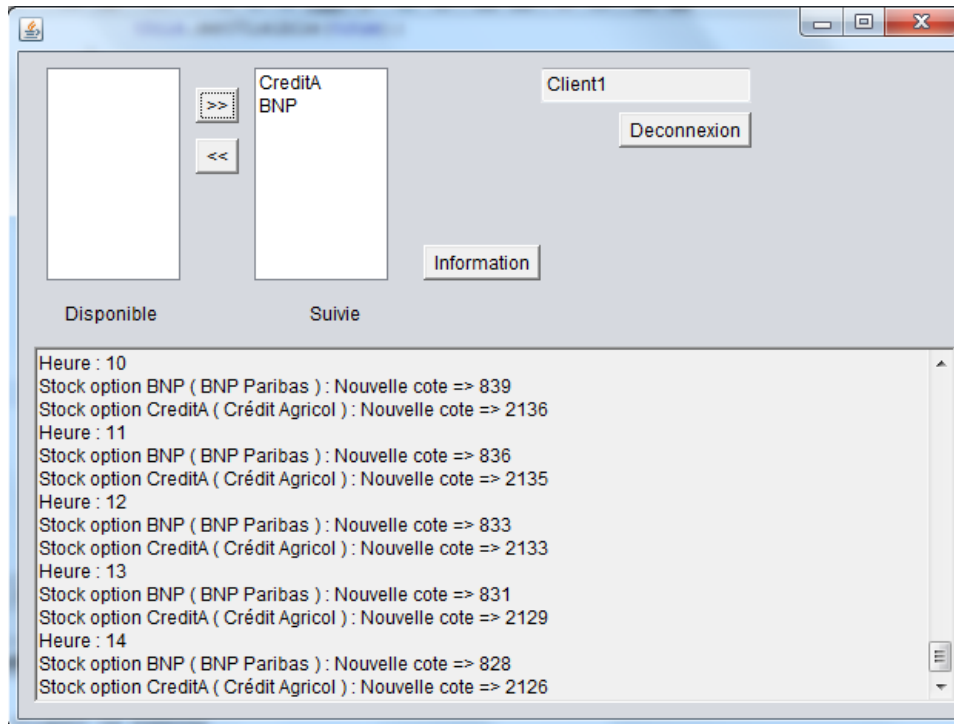 CreditA
BNP
>>
<<
Client1
Deconnexion
Information
Disponible
Suivie
Heure : 10
Stock option BNP ( BNP Paribas ) : Nouvelle cote => 839
Stock option CreditA ( Crédit Agricol ) : Nouvelle cote => 2136
Heure : 11
Stock option BNP ( BNP Paribas ) : Nouvelle cote => 836
Stock option CreditA ( Crédit Agricol ) : Nouvelle cote => 2135
Heure : 12
Stock option BNP ( BNP Paribas ) : Nouvelle cote => 833
Stock option CreditA ( Crédit Agricol ) : Nouvelle cote => 2133
Heure : 13
Stock option BNP ( BNP Paribas ) : Nouvelle cote => 831
Stock option CreditA ( Crédit Agricol ) : Nouvelle cote => 2129
Heure : 14
Stock option BNP ( BNP Paribas ) : Nouvelle cote => 828
Stock option CreditA ( Crédit Agricol ) : Nouvelle cote => 2126